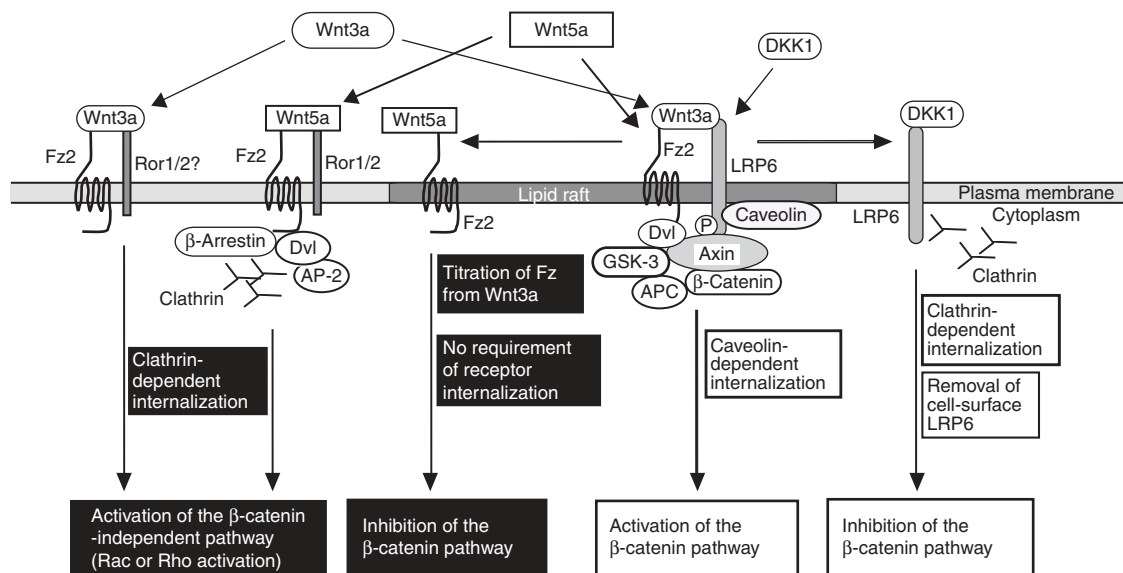 Wnt3a
Wnt5a
DKK1
Wnt3a
Wnt5a
Wnt5a
Wnt3a
DKK1
Fz2
Ror1/2?
Fz2
Ror1/2
Fz2
LRP6
Lipid raft
Plasma membrane
Fz2
Caveolin
LRP6
Cytoplasm
β-Arrestin
Dvl
AP-2
Clathrin
Dvl
P
Axin
GSK-3
APC
β-Catenin
Clathrin
Titration of Fz
from Wnt3a
No requirement
of receptor
internalization
Clathrin-
dependent
internalization
Caveolin-
dependent
internalization
Clathrin-
dependent
internalization
Removal of
cell-surface
LRP6
Activation of the β-catenin
-independent pathway
(Rac or Rho activation)
Inhibition of the
β-catenin pathway
Activation of the
β-catenin pathway
Inhibition of the
β-catenin pathway